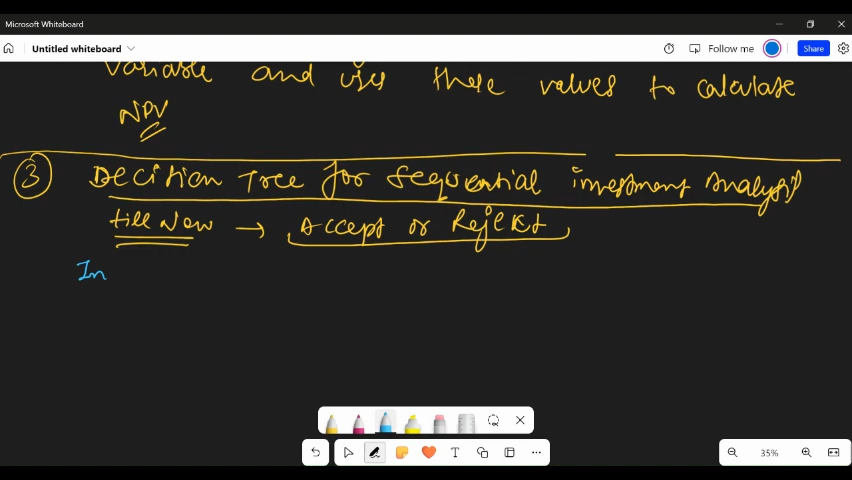 Microsoft Whiteboard
Untitled whiteboard
Follow me
Share
variable and uses these values to calculate
NPV
3 Decision Tree for Sequential investment Analysis
till Now → Accept or Reject
In
35%